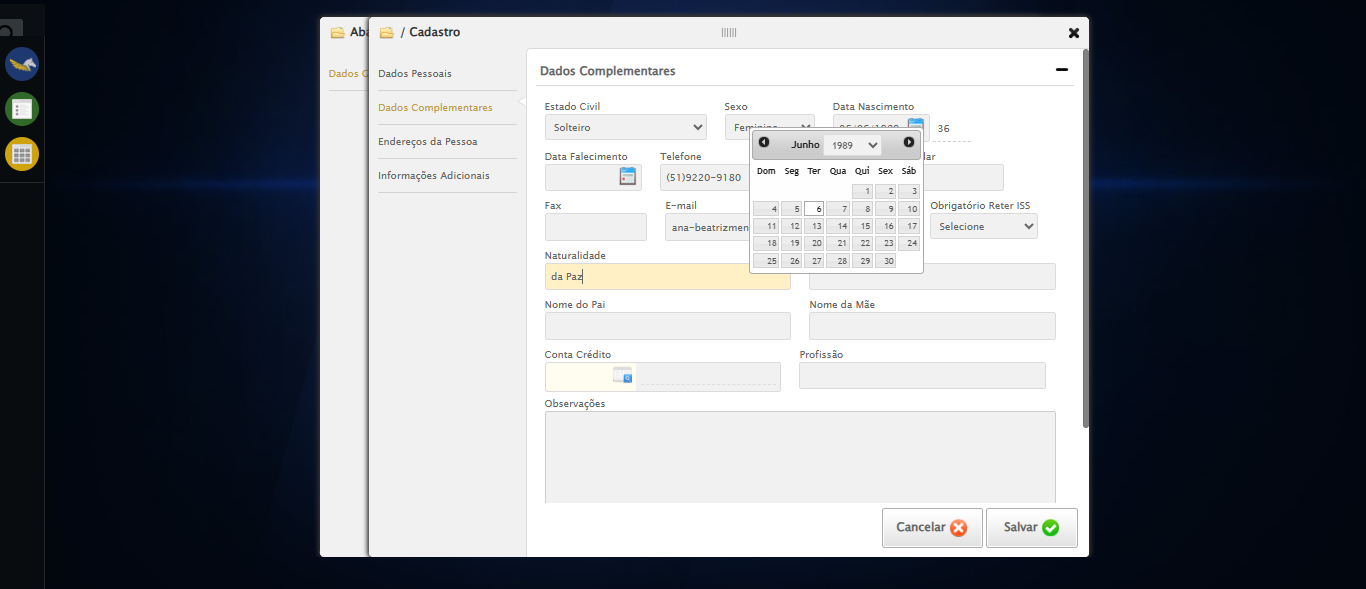 Aba
/ Cadastro
Dados C
Dados Pessoais
Dados Complementares
Endereços da Pessoa
Informações Adicionais
Dados Complementares
Estado Civil
Sexo
Data Nascimento
Solteiro
Feminino
36
Data Falecimento
Telefone
lar
(51)9220-9180
Junho
1989
Dom Seg Ter Qua Qui Sex Sáb
1 2 3
4 5 6 7 8 9 10
11 12 13 14 15 16 17
18 19 20 21 22 23 24
25 26 27 28 29 30
Fax
E-mail
Obrigatório Reter ISS
ana-beatrizmen
Selecione
Naturalidade
da Paz
Nome do Pai
Nome da Mãe
Conta Crédito
Profissão
Observações
Cancelar
Salvar